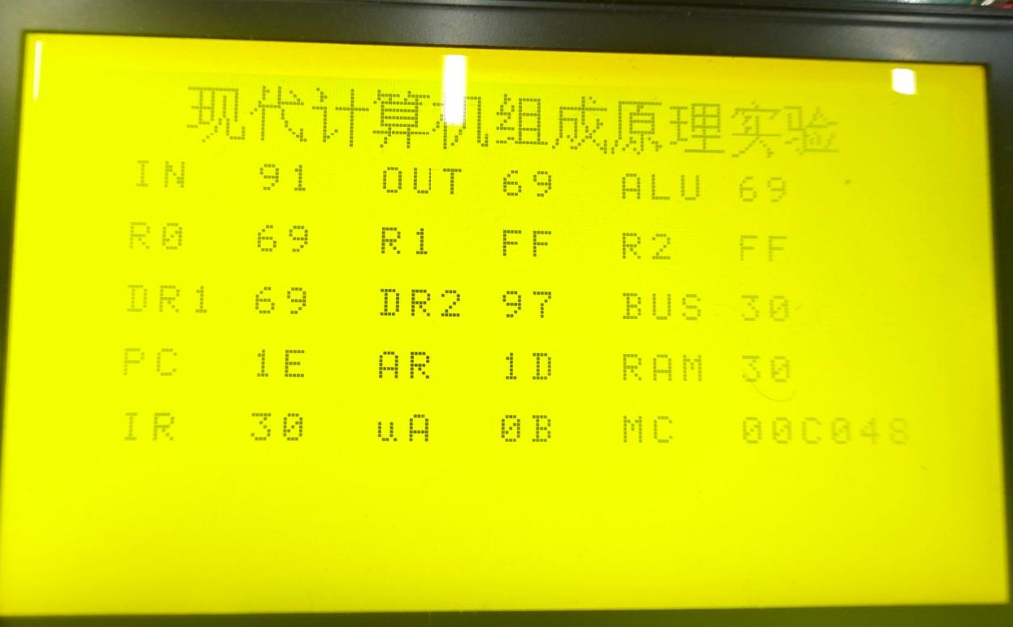 现代计算机组成原理实验
IN 91 OUT 69 ALU 69
R0 69 R1 FF R2 FF
DR1 69 DR2 97 BUS 30
PC 1E AR 1D RAM 30
IR 30 uA 0B MC 00C048